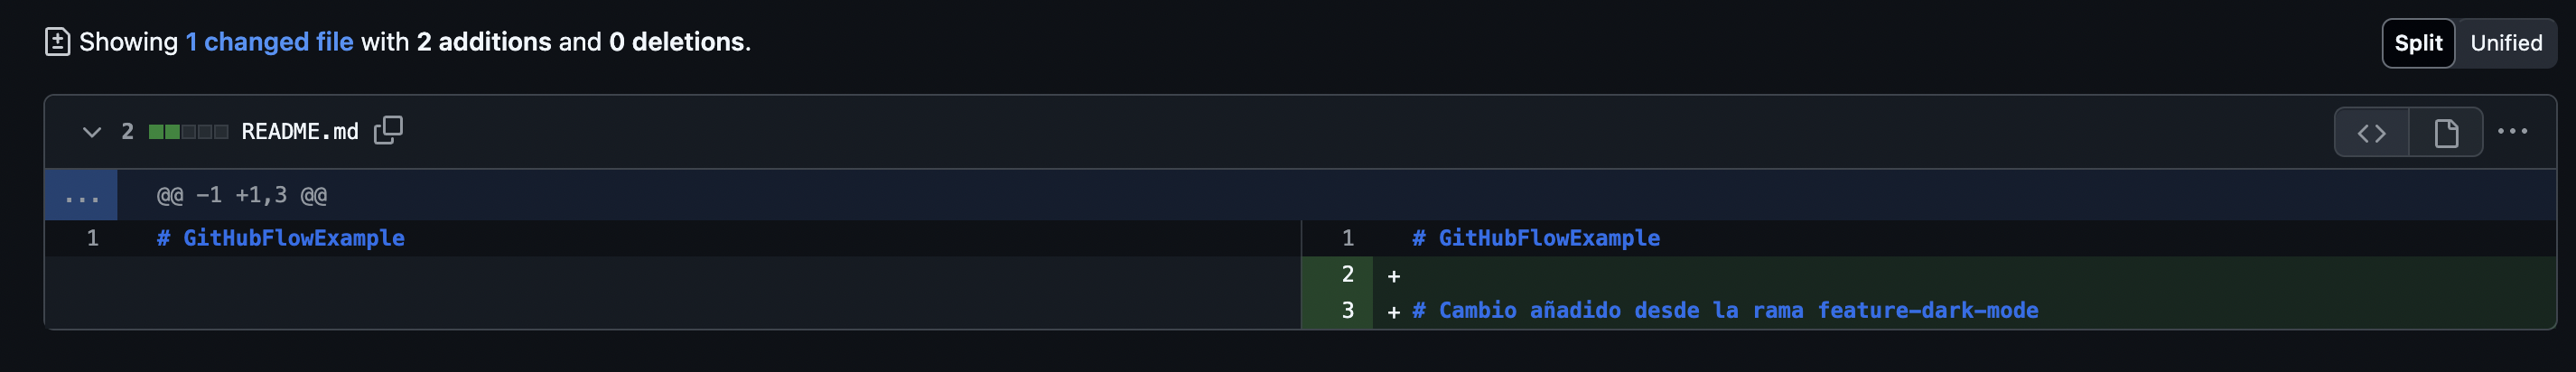 Showing 1 changed file with 2 additions and 0 deletions.
Split Unified
2 README.md
... @@ -1 +1,3 @@
1 # GitHubFlowExample
1 # GitHubFlowExample
2 +
3 + # Cambio añadido desde la rama feature-dark-mode